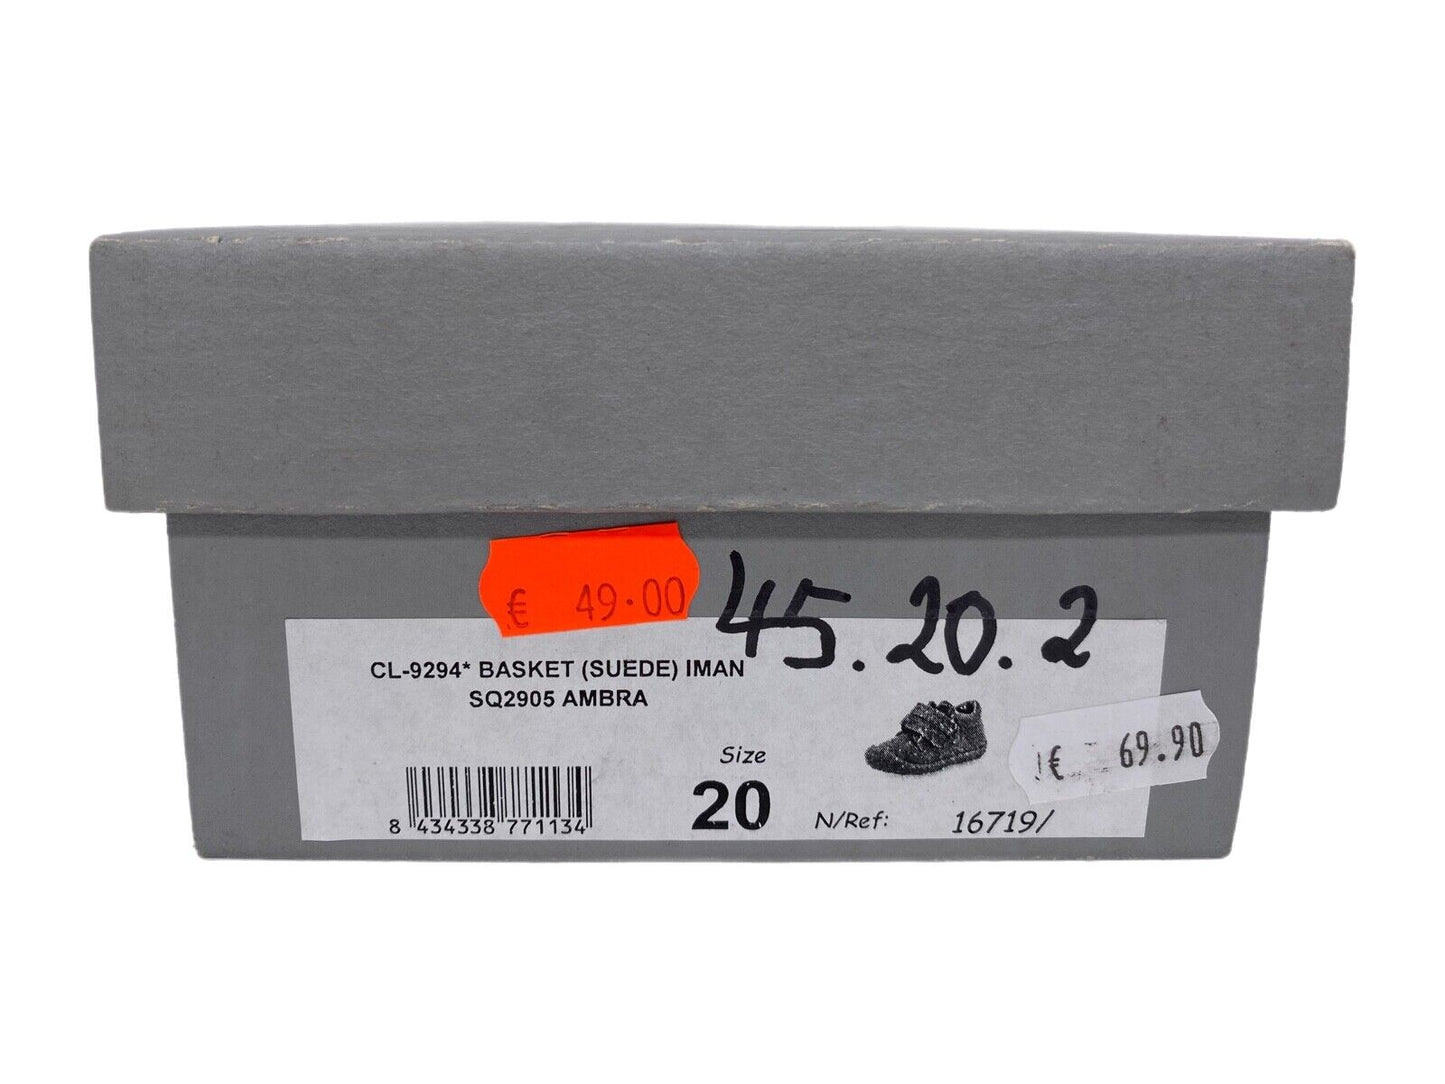 € 49.00
45.20.2
CL-9294* BASKET (SUEDE) IMAN
SQ2905 AMBRA
€ 69.90
Size
20
8 434338 771134
N/Ref: 16719/